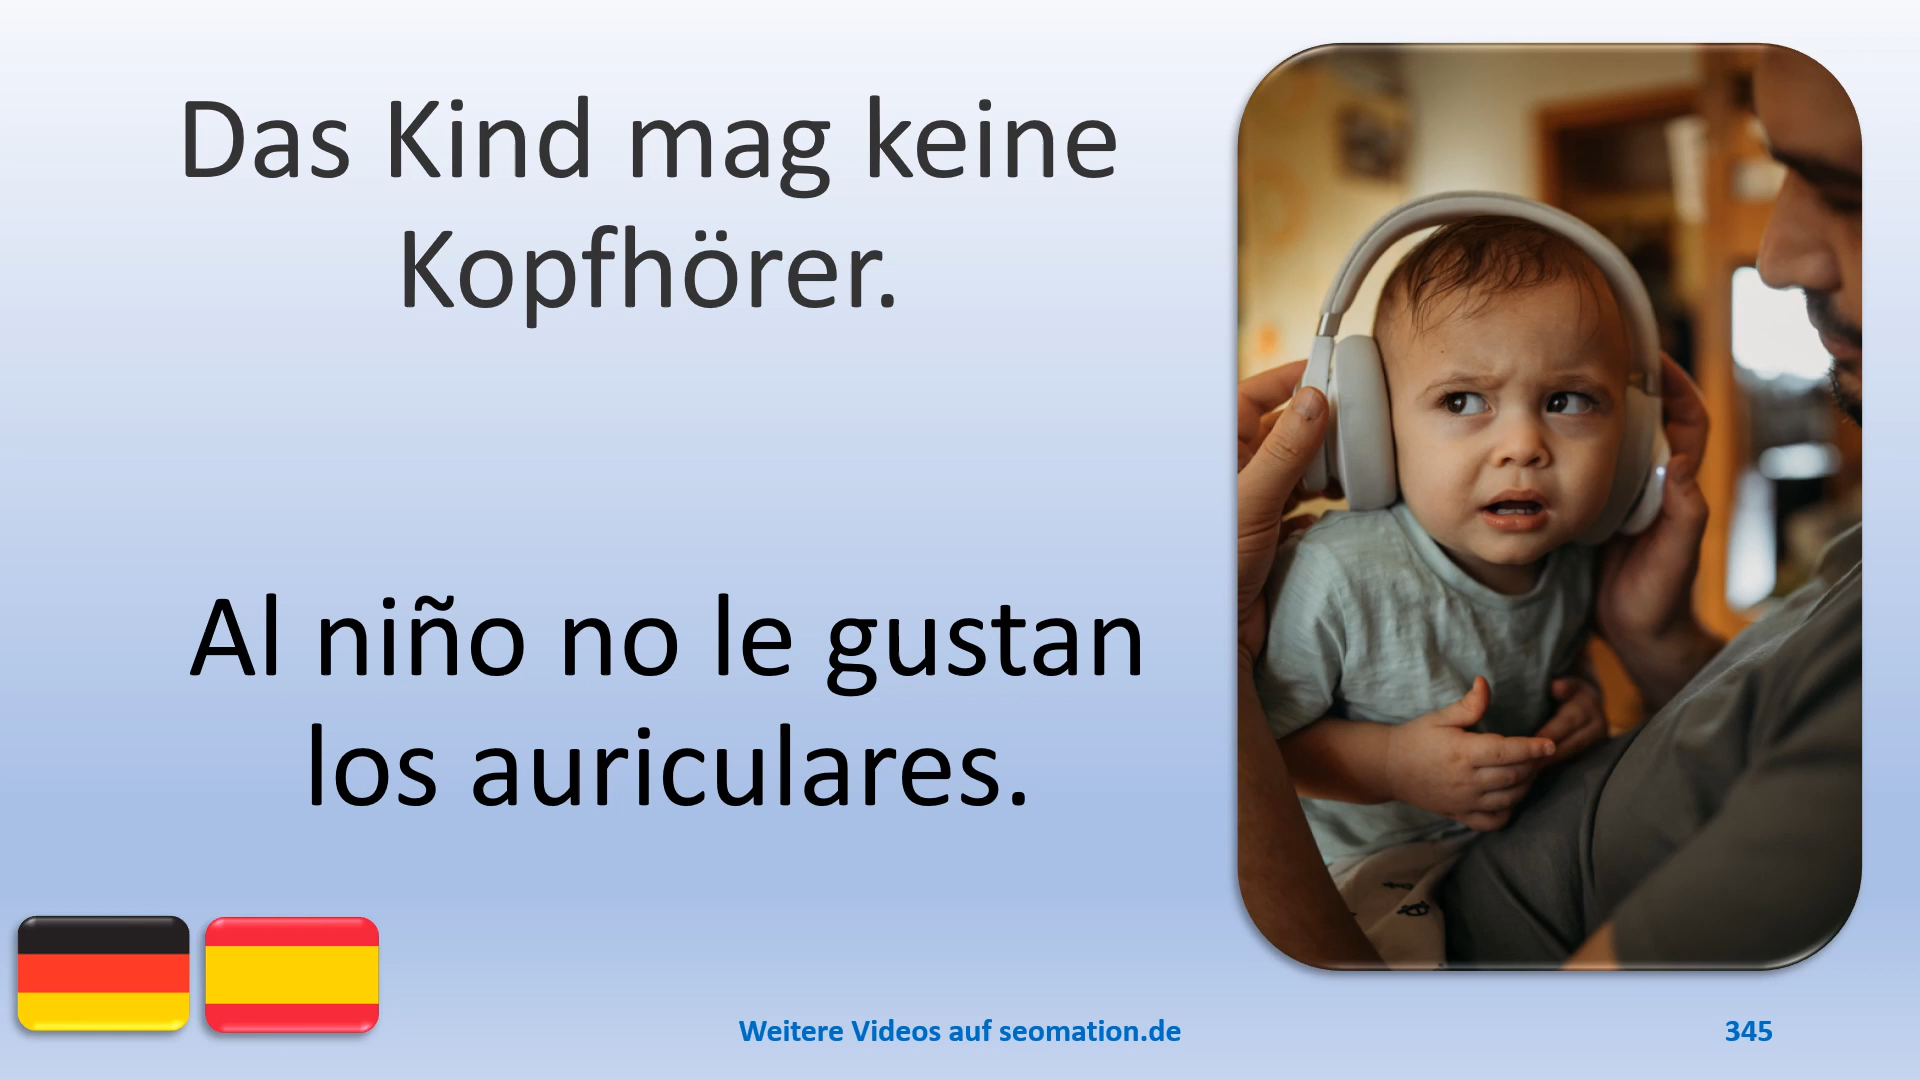 Das Kind mag keine
Kopfhörer.
Al niño no le gustan
los auriculares.
Weitere Videos auf seomation.de
345